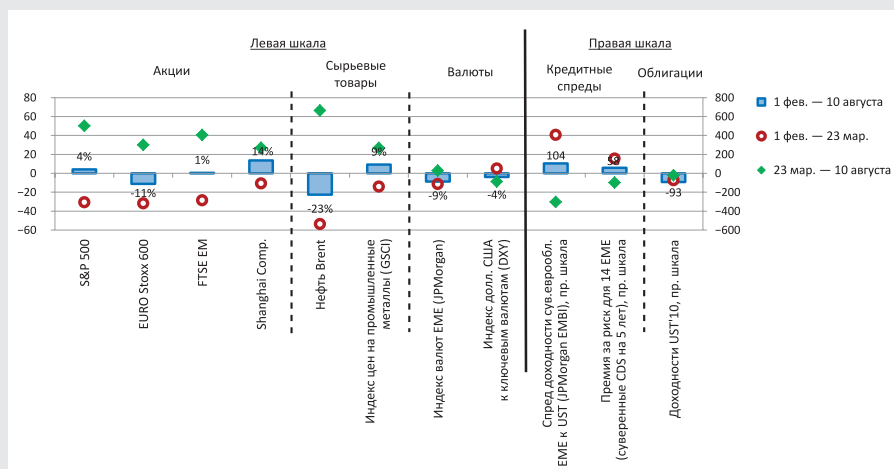 Левая шкала
Правая шкала
Акции
Сырьевые
товары
Валюты
Кредитные
спреды
Облигации
80
60
40
20
0
−20
−40
−60
800
600
400
200
0
−200
−400
−600
4%
-11%
1%
14%
-23%
9%
-9%
-4%
104
58
-93
1 фев. — 10 августа
1 фев. — 23 мар.
23 мар. — 10 августа
S&P 500
EURO Stoxx 600
FTSE EM
Shanghai Comp.
Нефть Brent
Индекс цен на промышленные
металлы (GSCI)
Индекс валют EME (JPMorgan)
Индекс долл. США
к ключевым валютам (DXY)
Спред доходности сув.еврообл.
EME к UST (JPMorgan EMBI), пр. шкала
Премия за риск для 14 EME
(суверенные CDS на 5 лет), пр. шкала
Доходности UST'10, пр. шкала